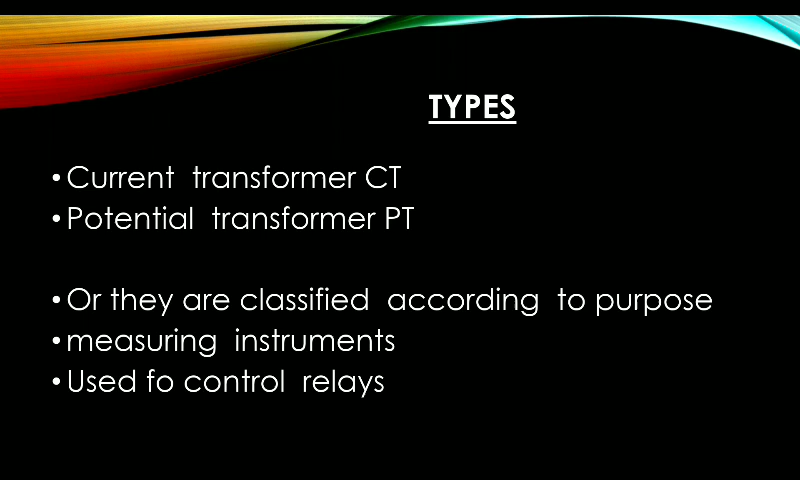 TYPES
• Current transformer CT
• Potential transformer PT
• Or they are classified according to purpose
• measuring instruments
• Used fo control relays